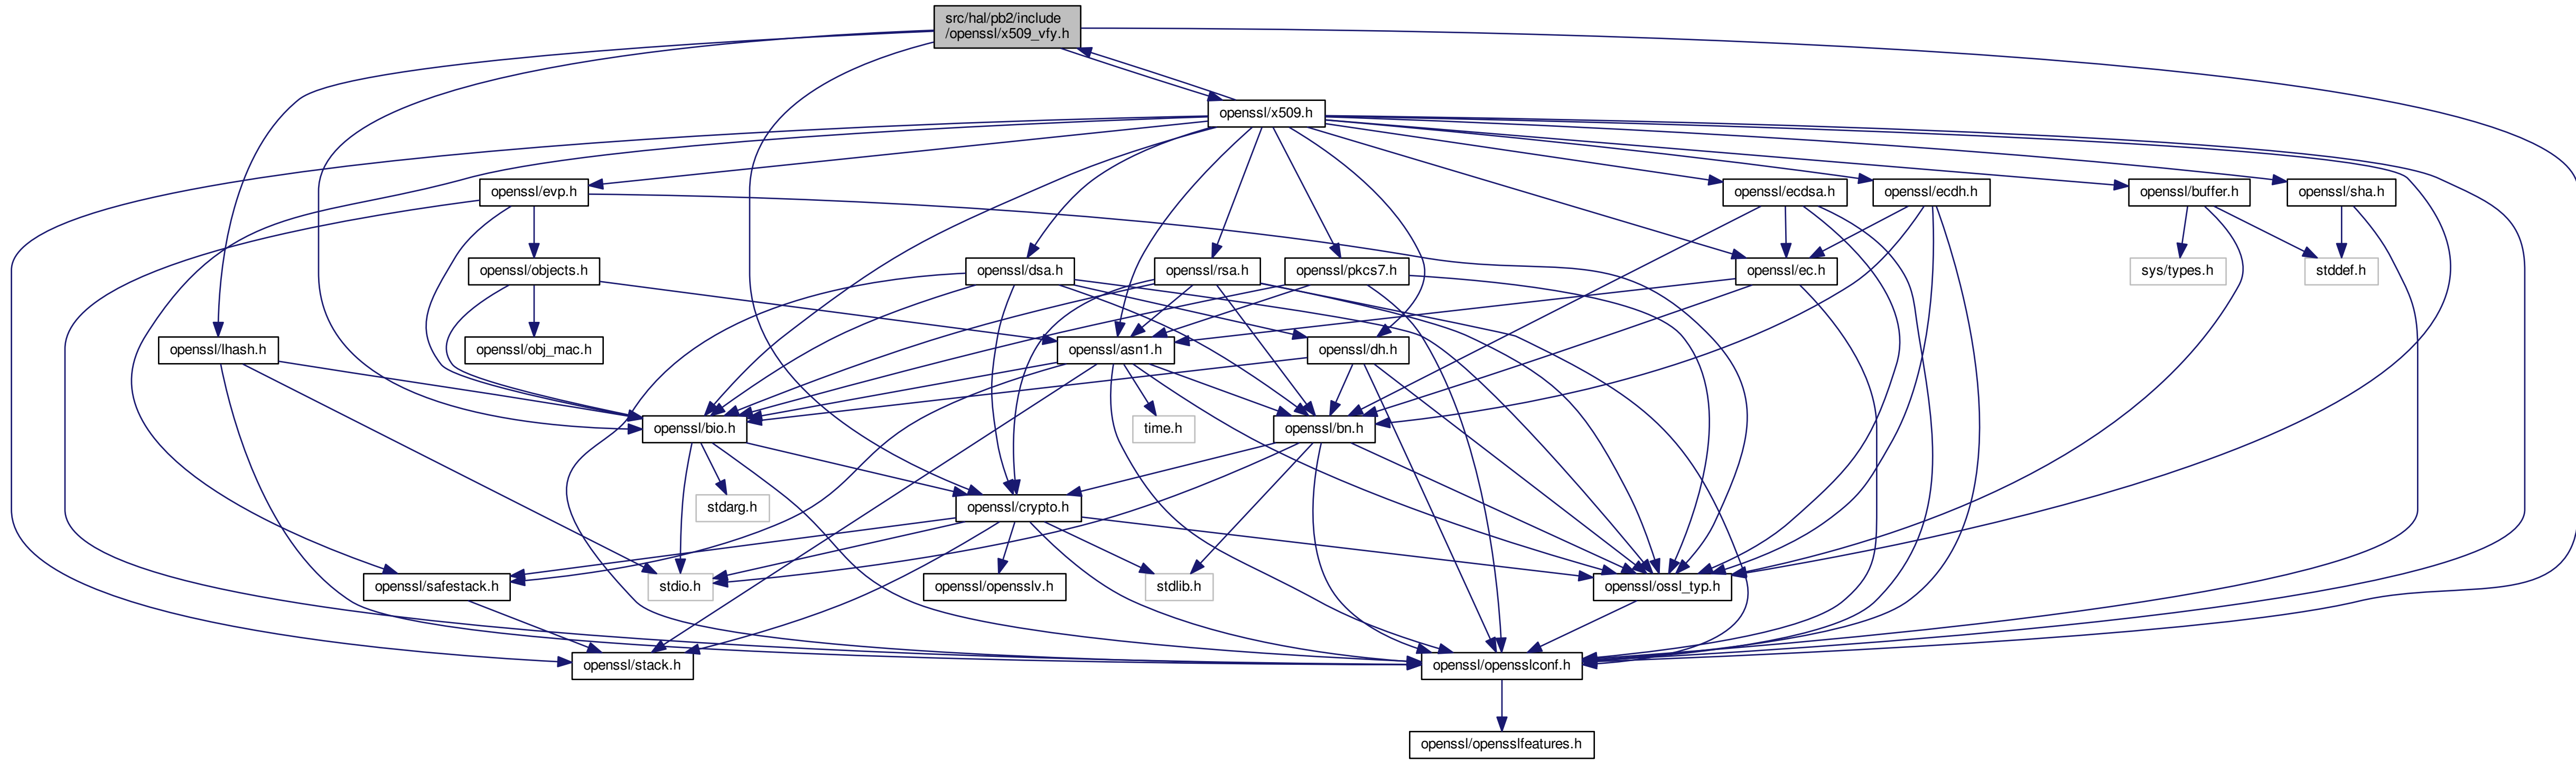 src/hal/pb2/include
/openssl/x509_vfy.h
openssl/x509.h
openssl/evp.h
openssl/ecdsa.h
openssl/ecdh.h
openssl/buffer.h
openssl/sha.h
openssl/objects.h
openssl/dsa.h
openssl/rsa.h
openssl/pkcs7.h
openssl/ec.h
sys/types.h
stddef.h
openssl/lhash.h
openssl/obj_mac.h
openssl/asn1.h
openssl/dh.h
openssl/bio.h
time.h
openssl/bn.h
stdarg.h
openssl/crypto.h
openssl/safestack.h
stdio.h
openssl/opensslv.h
stdlib.h
openssl/ossl_typ.h
openssl/stack.h
openssl/opensslconf.h
openssl/opensslfeatures.h